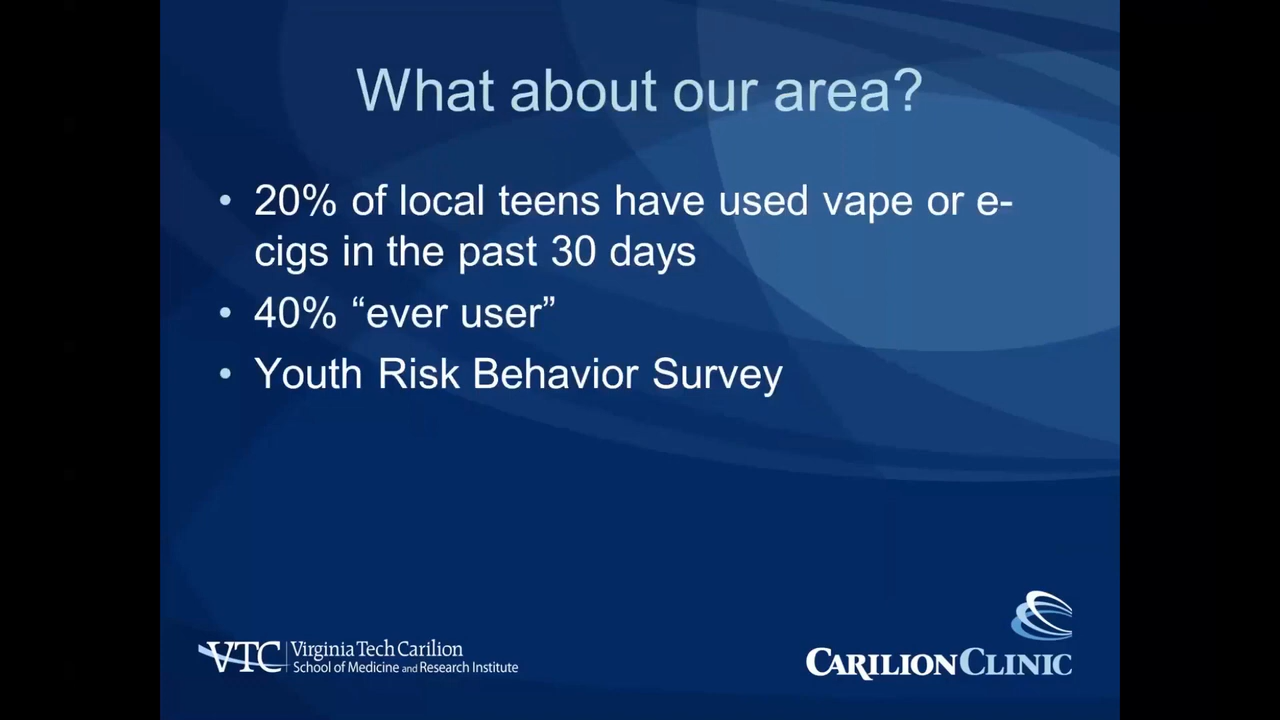 What about our area?
• 20% of local teens have used vape or e-
cigs in the past 30 days
• 40% “ever user”
• Youth Risk Behavior Survey
VTC Virginia Tech Carilion
School of Medicine and Research Institute
CARILION CLINIC